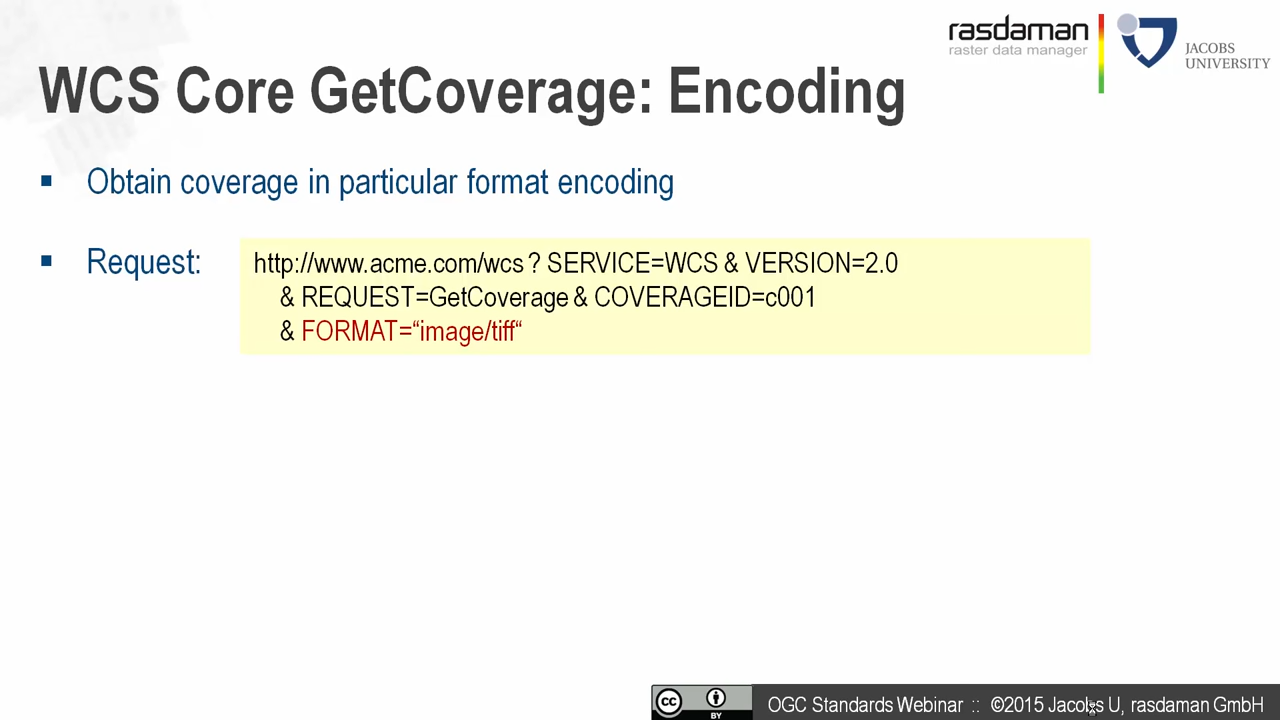 rasdaman
raster data manager
JACOBS
UNIVERSITY
WCS Core GetCoverage: Encoding
▪ Obtain coverage in particular format encoding
▪ Request:
http://www.acme.com/wcs ? SERVICE=WCS & VERSION=2.0
& REQUEST=GetCoverage & COVERAGEID=c001
& FORMAT=“image/tiff“
cc BY
OGC Standards Webinar :: ©2015 Jacobs U, rasdaman GmbH